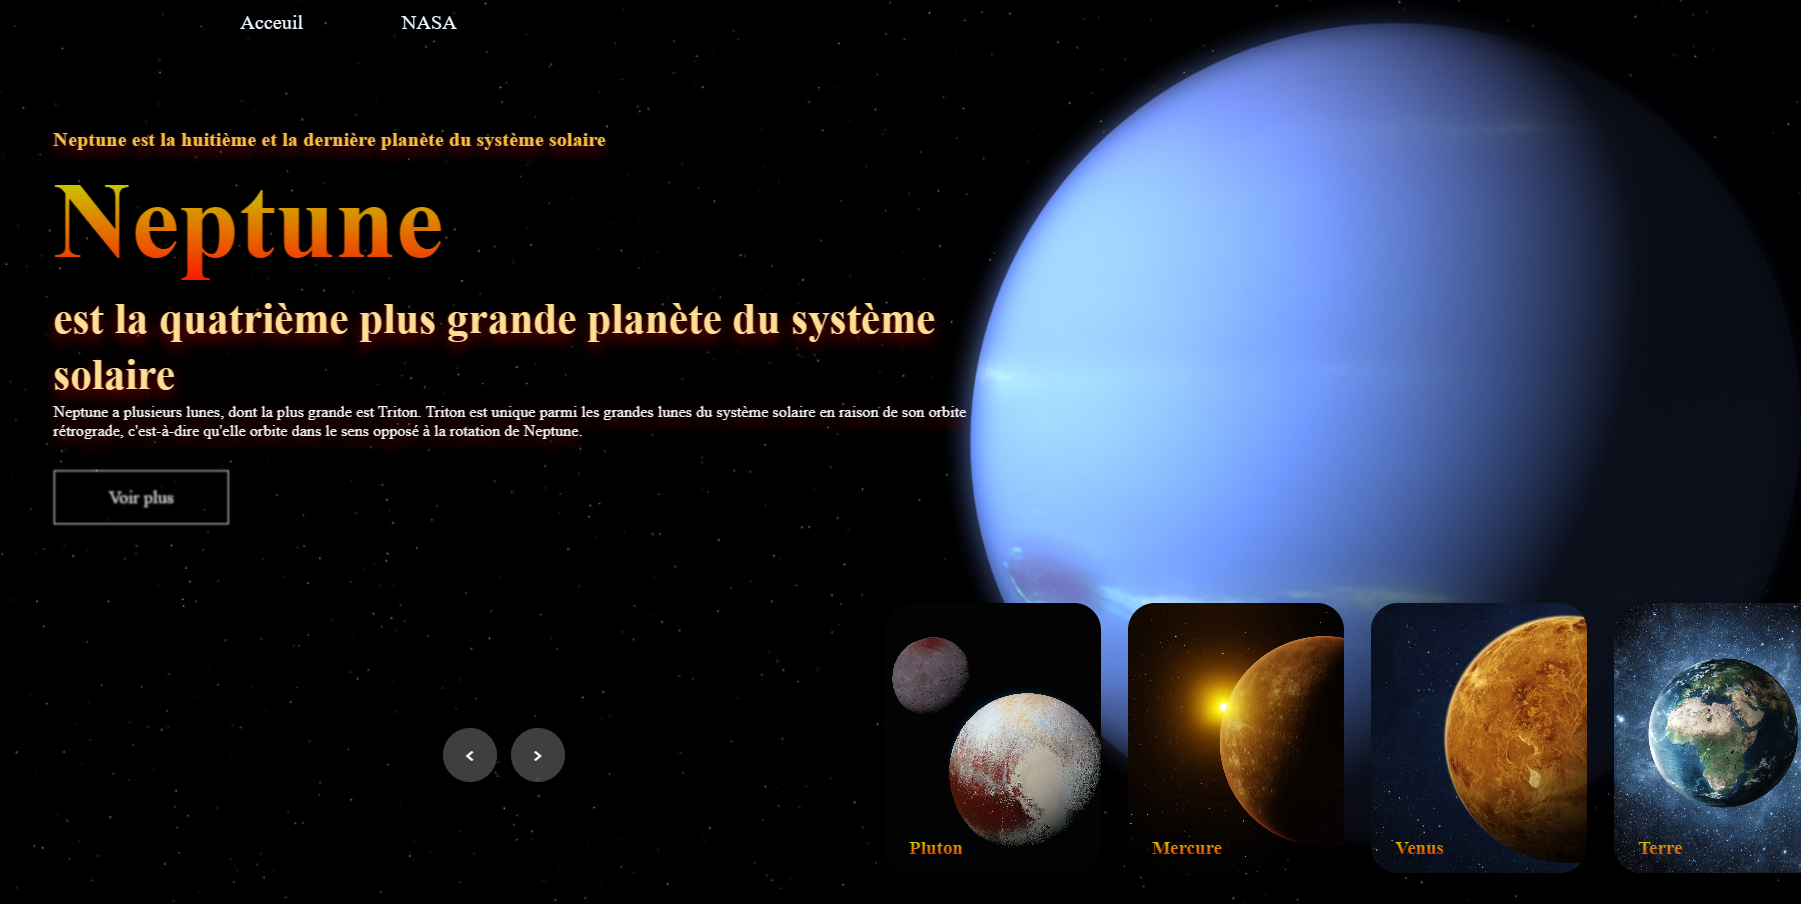 Acceuil NASA
Neptune est la huitième et la dernière planète du système solaire
Neptune
est la quatrième plus grande planète du système
solaire
Neptune a plusieurs lunes, dont la plus grande est Triton. Triton est unique parmi les grandes lunes du système solaire en raison de son orbite
rétrograde, c'est-à-dire qu'elle orbite dans le sens opposé à la rotation de Neptune.
Voir plus
< >
Pluton Mercure Venus Terre